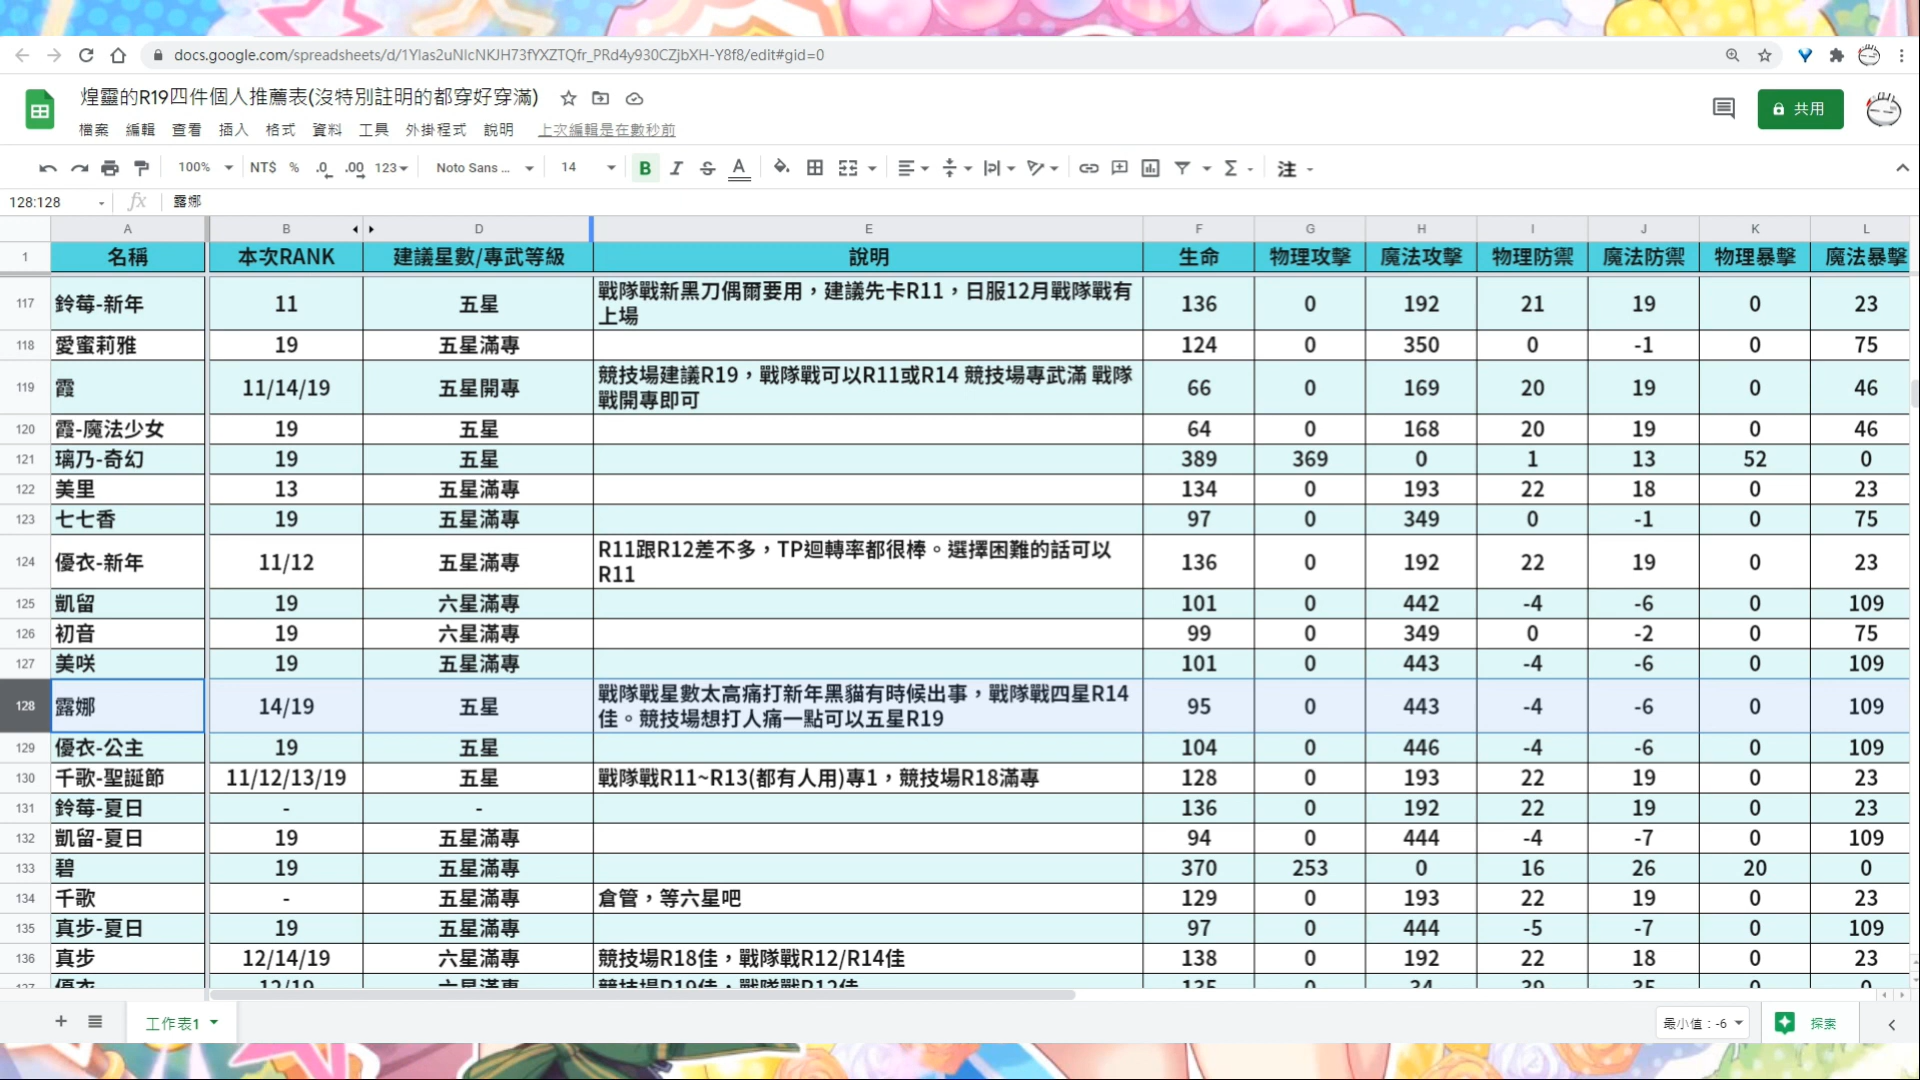 docs.google.com/spreadsheets/d/1Ylas2uNlcNKJH73fYXZTQfr_PRd4y930CZjbXH-Y8f8/edit#gid=0
煌靈的R19四件個人推薦表(沒特別註明的都穿好穿滿)
檔案 編輯 查看 插入 格式 資料 工具 外掛程式 說明 上次編輯是在數秒前
共用
100% NT$ % .0 .00 123 Noto Sans ... 14 B I S A Σ 注
128:128 fx 露娜
A B D E F G H I J K L
1 名稱 本次RANK 建議星數/專武等級 說明 生命 物理攻擊 魔法攻擊 物理防禦 魔法防禦 物理暴擊 魔法暴擊
117 鈴莓-新年 11 五星 戰隊戰新黑刀偶爾要用，建議先卡R11，日服12月戰隊戰有 136 0 192 21 19 0 23
上場
118 愛蜜莉雅 19 五星滿專 124 0 350 0 -1 0 75
119 霞 11/14/19 五星開專 競技場建議R19，戰隊戰可以R11或R14 競技場專武滿 戰隊 66 0 169 20 19 0 46
戰開專即可
120 霞-魔法少女 19 五星 64 0 168 20 19 0 46
121 璃乃-奇幻 19 五星 389 369 0 1 13 52 0
122 美里 13 五星滿專 134 0 193 22 18 0 23
123 七七香 19 五星滿專 97 0 349 0 -1 0 75
124 優衣-新年 11/12 五星滿專 R11跟R12差不多，TP迴轉率都很棒。選擇困難的話可以 136 0 192 22 19 0 23
R11
125 凱留 19 六星滿專 101 0 442 -4 -6 0 109
126 初音 19 六星滿專 99 0 349 0 -2 0 75
127 美咲 19 五星滿專 101 0 443 -4 -6 0 109
128 露娜 14/19 五星 戰隊戰星數太高痛打新年黑貓有時候出事，戰隊戰四星R14 95 0 443 -4 -6 0 109
佳。競技場想打人痛一點可以五星R19
129 優衣-公主 19 五星 104 0 446 -4 -6 0 109
130 千歌-聖誕節 11/12/13/19 五星 戰隊戰R11~R13(都有人用)專1，競技場R18滿專 128 0 193 22 19 0 23
131 鈴莓-夏日 - - 136 0 192 22 19 0 23
132 凱留-夏日 19 五星滿專 94 0 444 -4 -7 0 109
133 碧 19 五星滿專 370 253 0 16 26 20 0
134 千歌 - 五星滿專 倉管，等六星吧 129 0 193 22 19 0 23
135 真步-夏日 19 五星滿專 97 0 444 -5 -7 0 109
136 真步 12/14/19 六星滿專 競技場R18佳，戰隊戰R12/R14佳 138 0 192 22 18 0 23
137 優衣 12/19 六星滿專 競技場R19佳，戰隊戰R12佳 135 0 34 39 35 0 0
工作表1 最小值：-6 探索